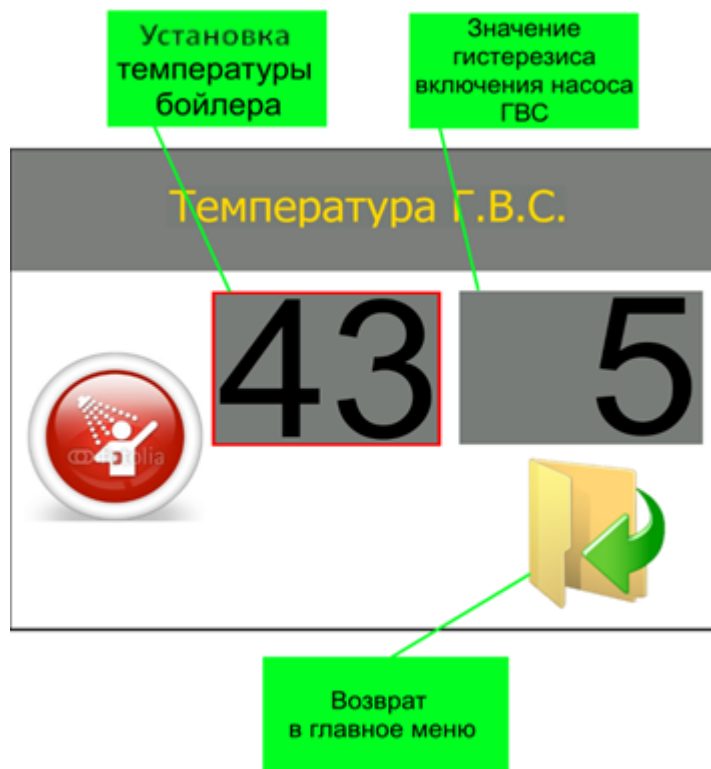 Установка
температуры
бойлера
Значение
гистерезиса
включения насоса
ГВС
Температура Г.В.С.
43
5
Возврат
в главное меню